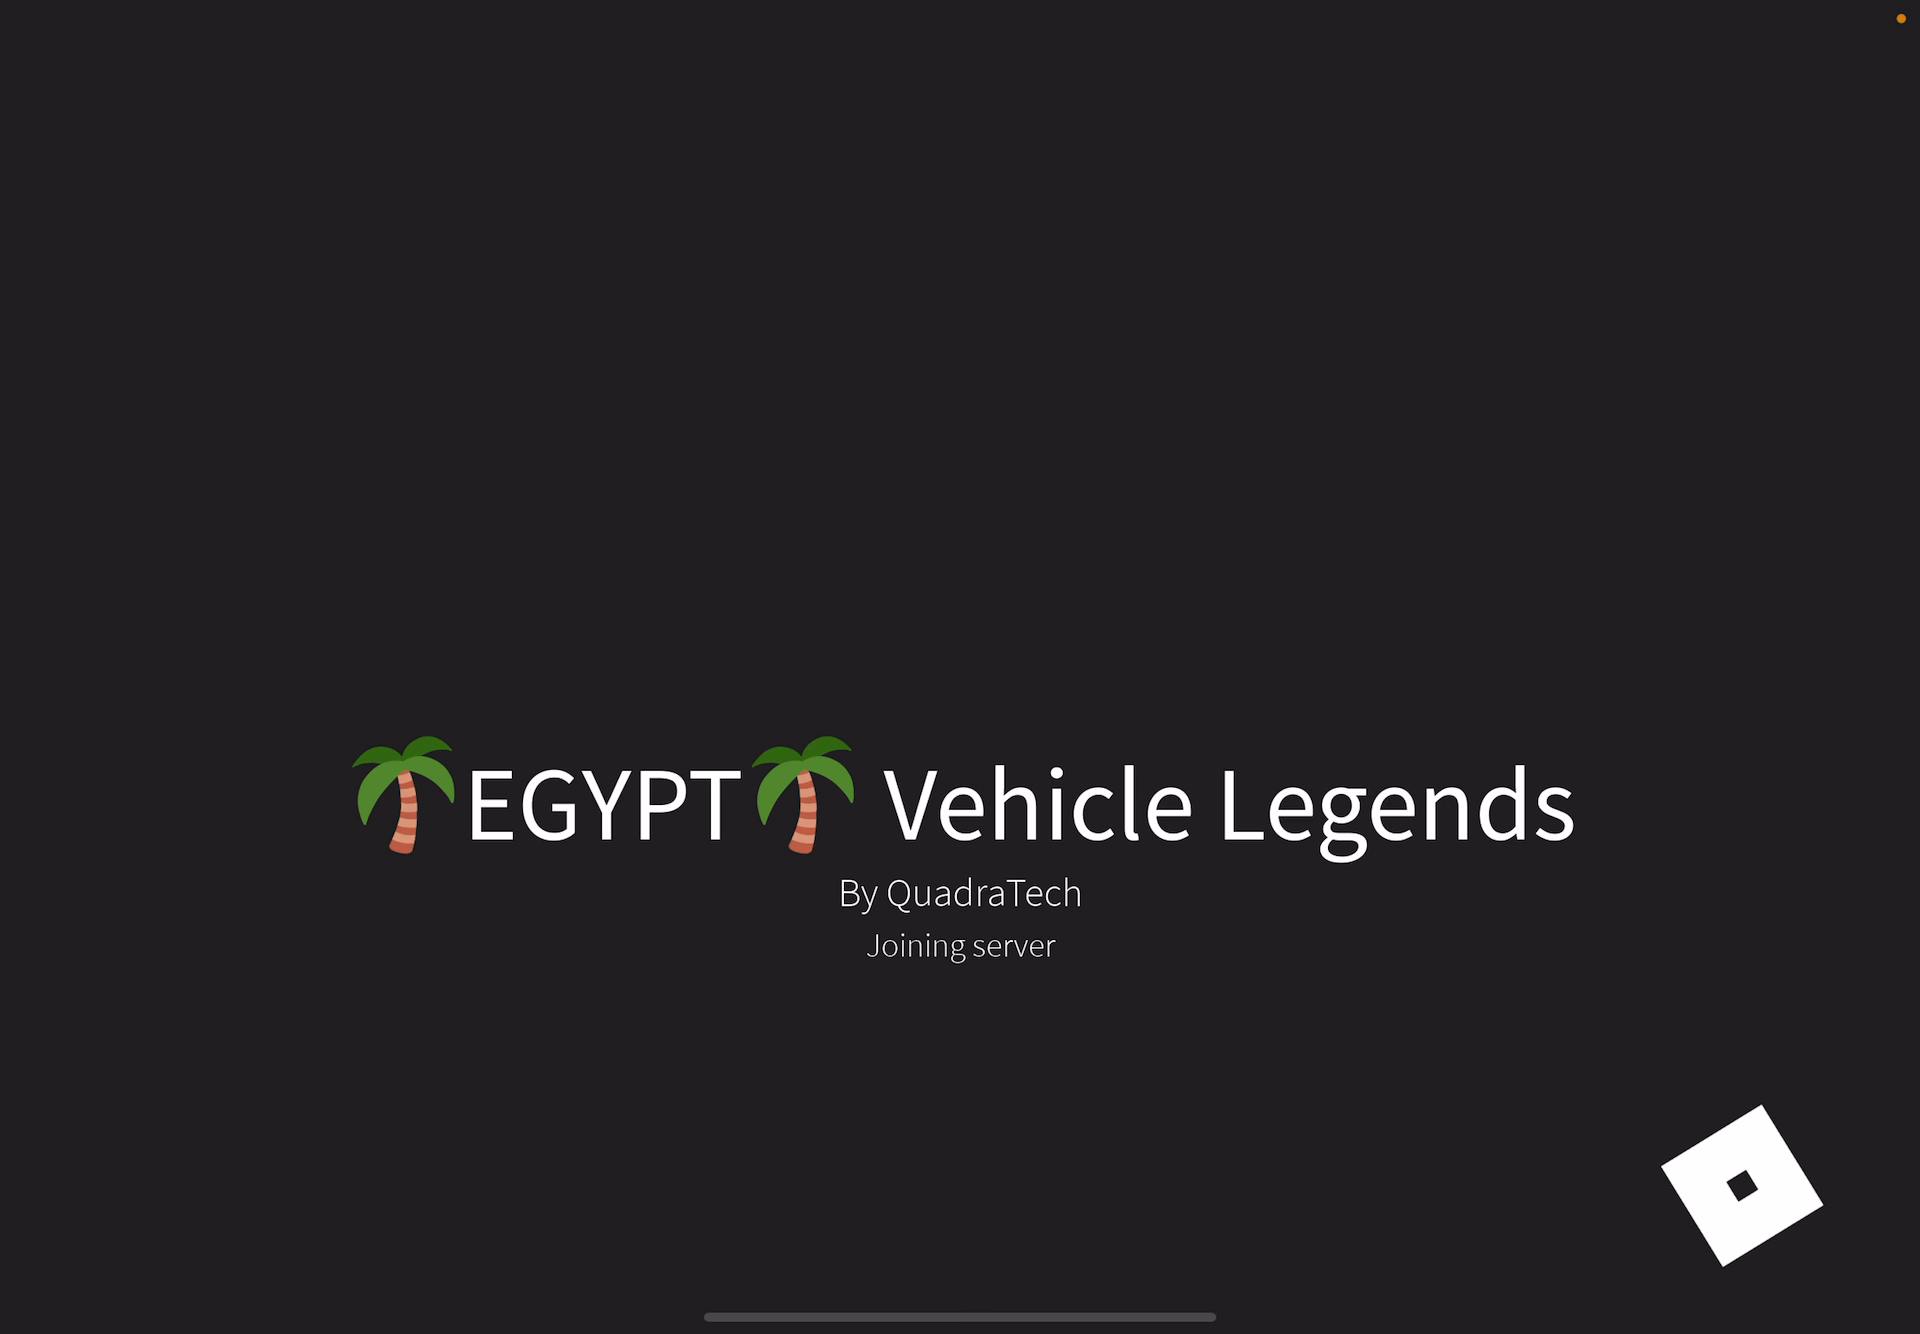 🌴EGYPT🌴 Vehicle Legends
By QuadraTech
Joining server